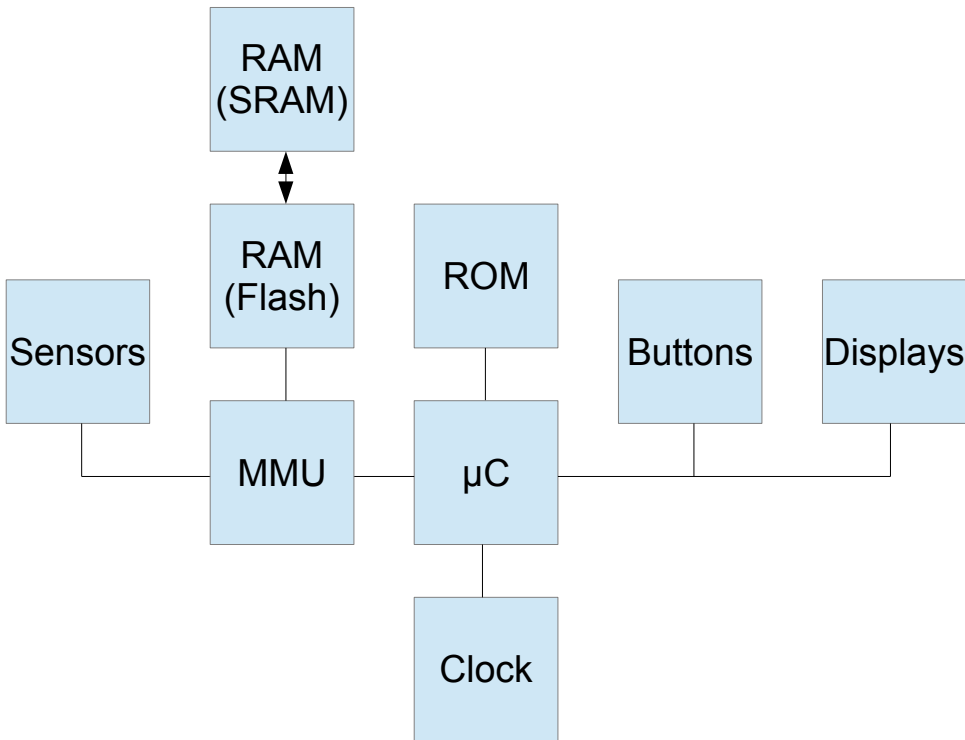 RAM
(SRAM)
RAM
(Flash)
ROM
Sensors
Buttons
Displays
MMU
µC
Clock